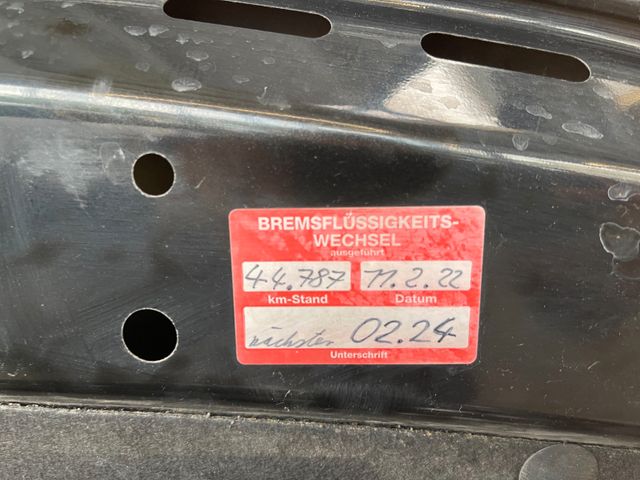 BREMSFLÜSSIGKEITS-
WECHSEL
ausgeführt
44.787 11.2.22
km-Stand Datum
nächster 02.24
Unterschrift